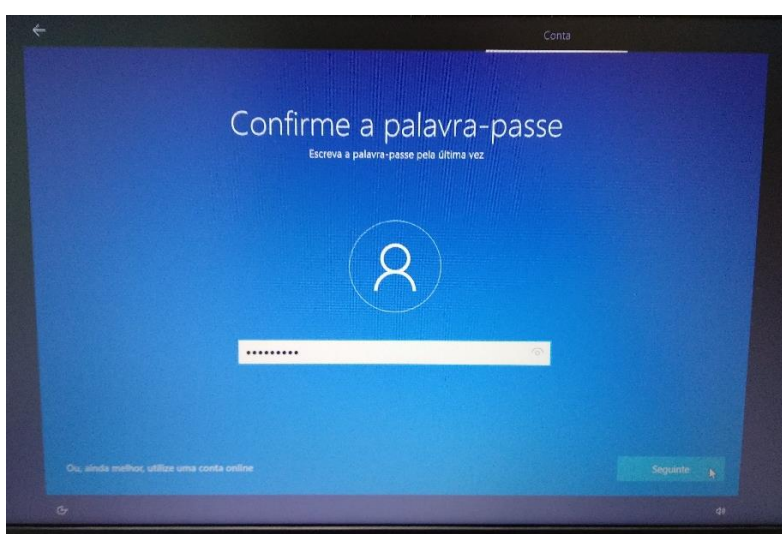 Conta
Confirme a palavra-passe
Escreva a palavra-passe pela última vez
•••••••••
Ou, ainda melhor, utilize uma conta online
Seguinte